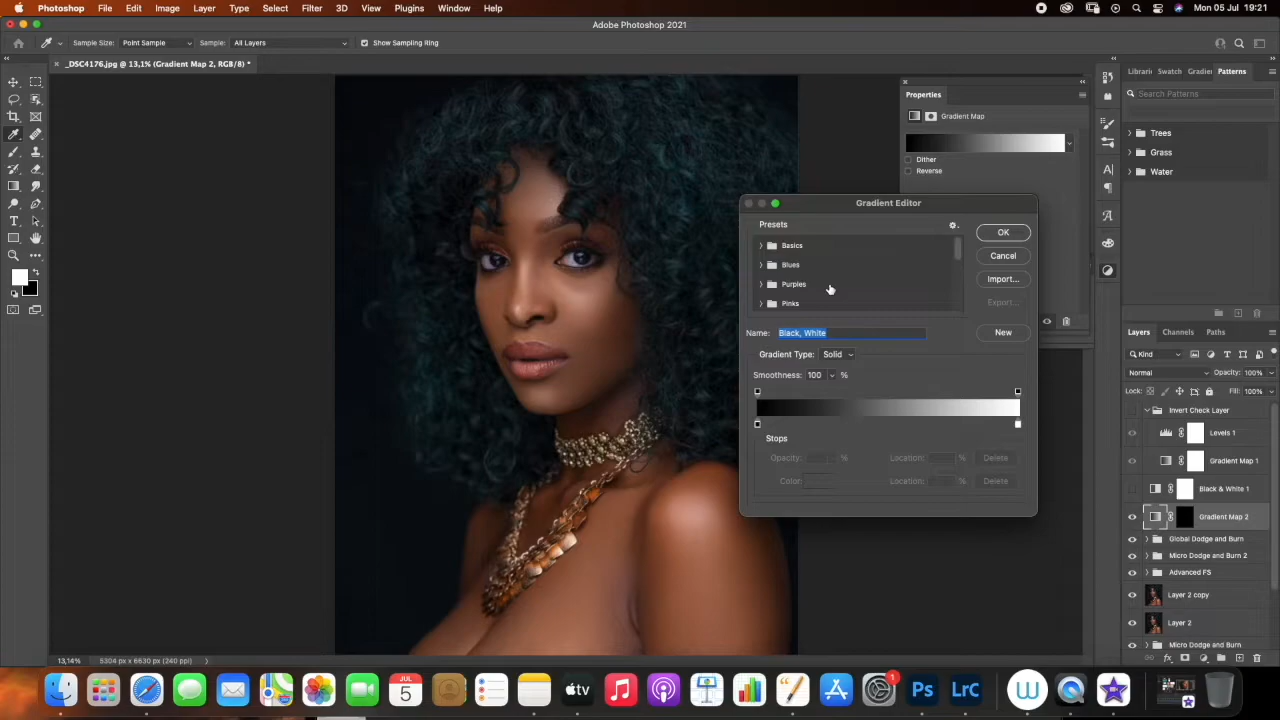 Photoshop File Edit Image Layer Type Select Filter 3D View Plugins Window Help Mon 05 Jul 19:21
Adobe Photoshop 2021
Sample Size: Point Sample Sample: All Layers Show Sampling Ring
_DSC4176.jpg @ 13,1% (Gradient Map 2, RGB/8) *
Librari Swatch Gradie Patterns
Search Patterns
Trees
Grass
Water
Properties
Gradient Map
Dither
Reverse
Gradient Editor
Presets
Basics
Blues
Purples
Pinks
OK
Cancel
Import...
Export...
Name: Black, White New
Gradient Type: Solid
Smoothness: 100 %
Stops
Opacity: % Location: % Delete
Color: Location: % Delete
Layers Channels Paths
Kind
Normal Opacity: 100%
Lock: Fill: 100%
Invert Check Layer
Levels 1
Gradient Map 1
Black & White 1
Gradient Map 2
Global Dodge and Burn
Micro Dodge and Burn 2
Advanced FS
Layer 2 copy
Layer 2
Micro Dodge and Burn
13,14% 5304 px x 6630 px (240 ppi)
JUL
5
tv
1
Ps
LrC
W